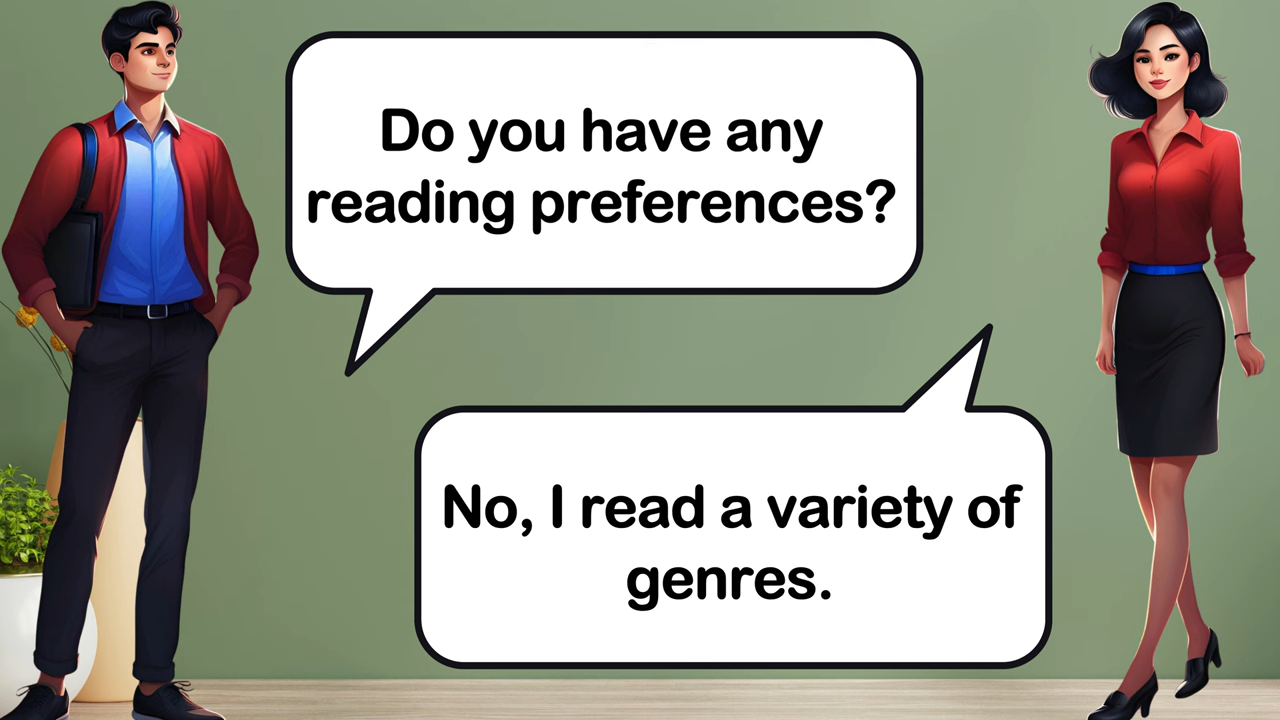 Do you have any
reading preferences?
No, I read a variety of
genres.